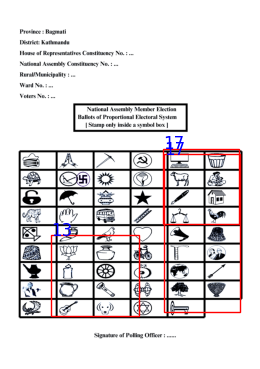 Province : Bagmati
District: Kathmandu
House of Representatives Constituency No. : ...
National Assembly Constituency No. : ...
Rural/Municipality : ...
Ward No. : ...
Voters No. : ...
National Assembly Member Election
Ballots of Proportional Electoral System
[ Stamp only inside a symbol box ]
17
17
13
Signature of Polling Officer : ......